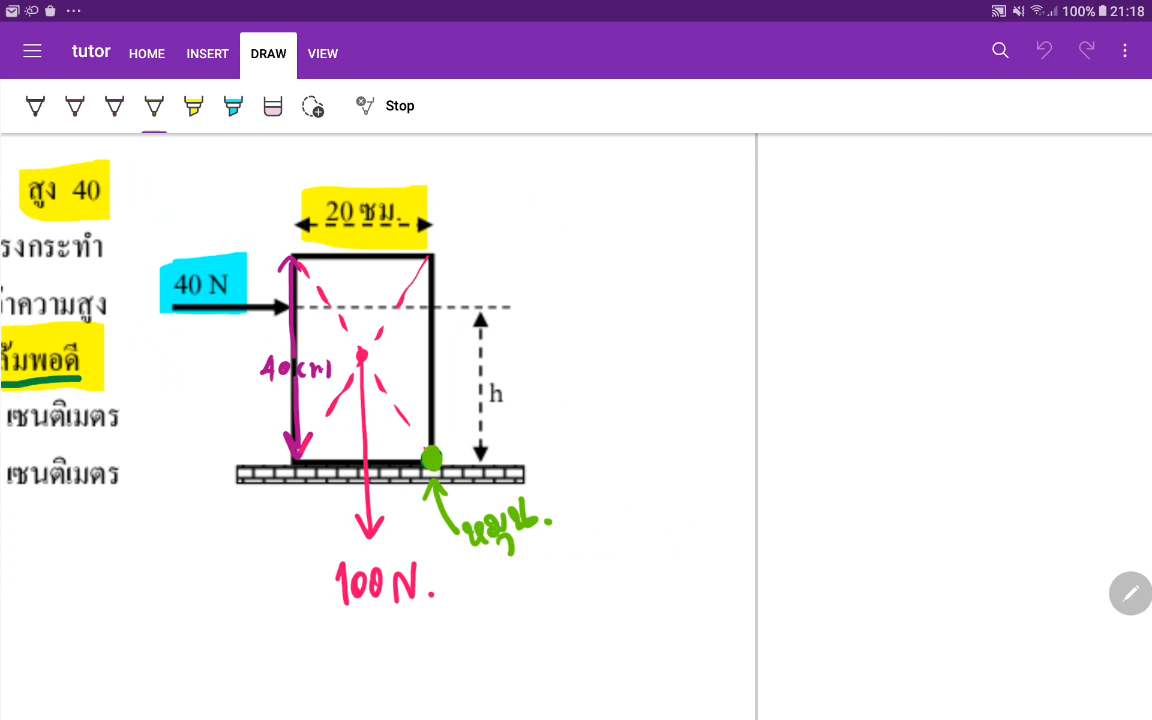 100% 21:18
tutor HOME INSERT DRAW VIEW
Stop
สูง 40
รงกระทำ
าความสูง
ล้มพอดี
เซนติเมตร
เซนติเมตร
20 ซม.
40 N
40cm
h
หมุน.
100 N.